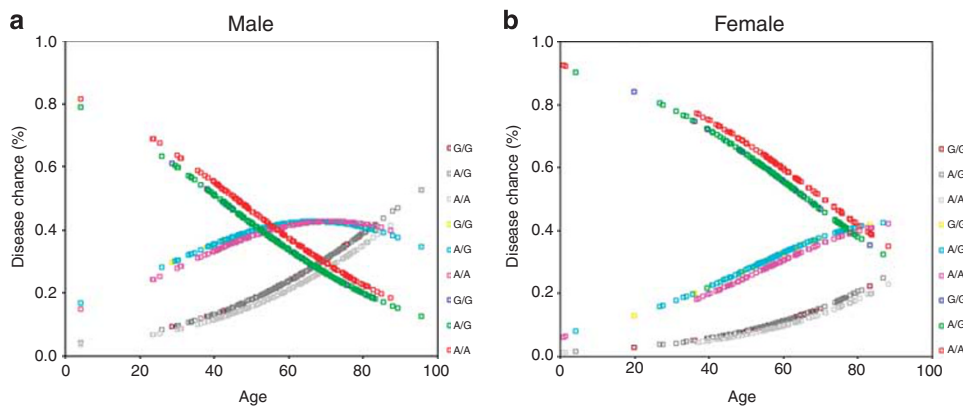 a
Male
Disease chance (%)
1.0
0.8
0.6
0.4
0.2
0.0
0
20
40
60
80
100
Age
G/G
A/G
A/A
G/G
A/G
A/A
G/G
A/G
A/A
b
Female
Disease chance (%)
1.0
0.8
0.6
0.4
0.2
0.0
0
20
40
60
80
100
Age
G/G
A/G
A/A
G/G
A/G
A/A
G/G
A/G
A/A